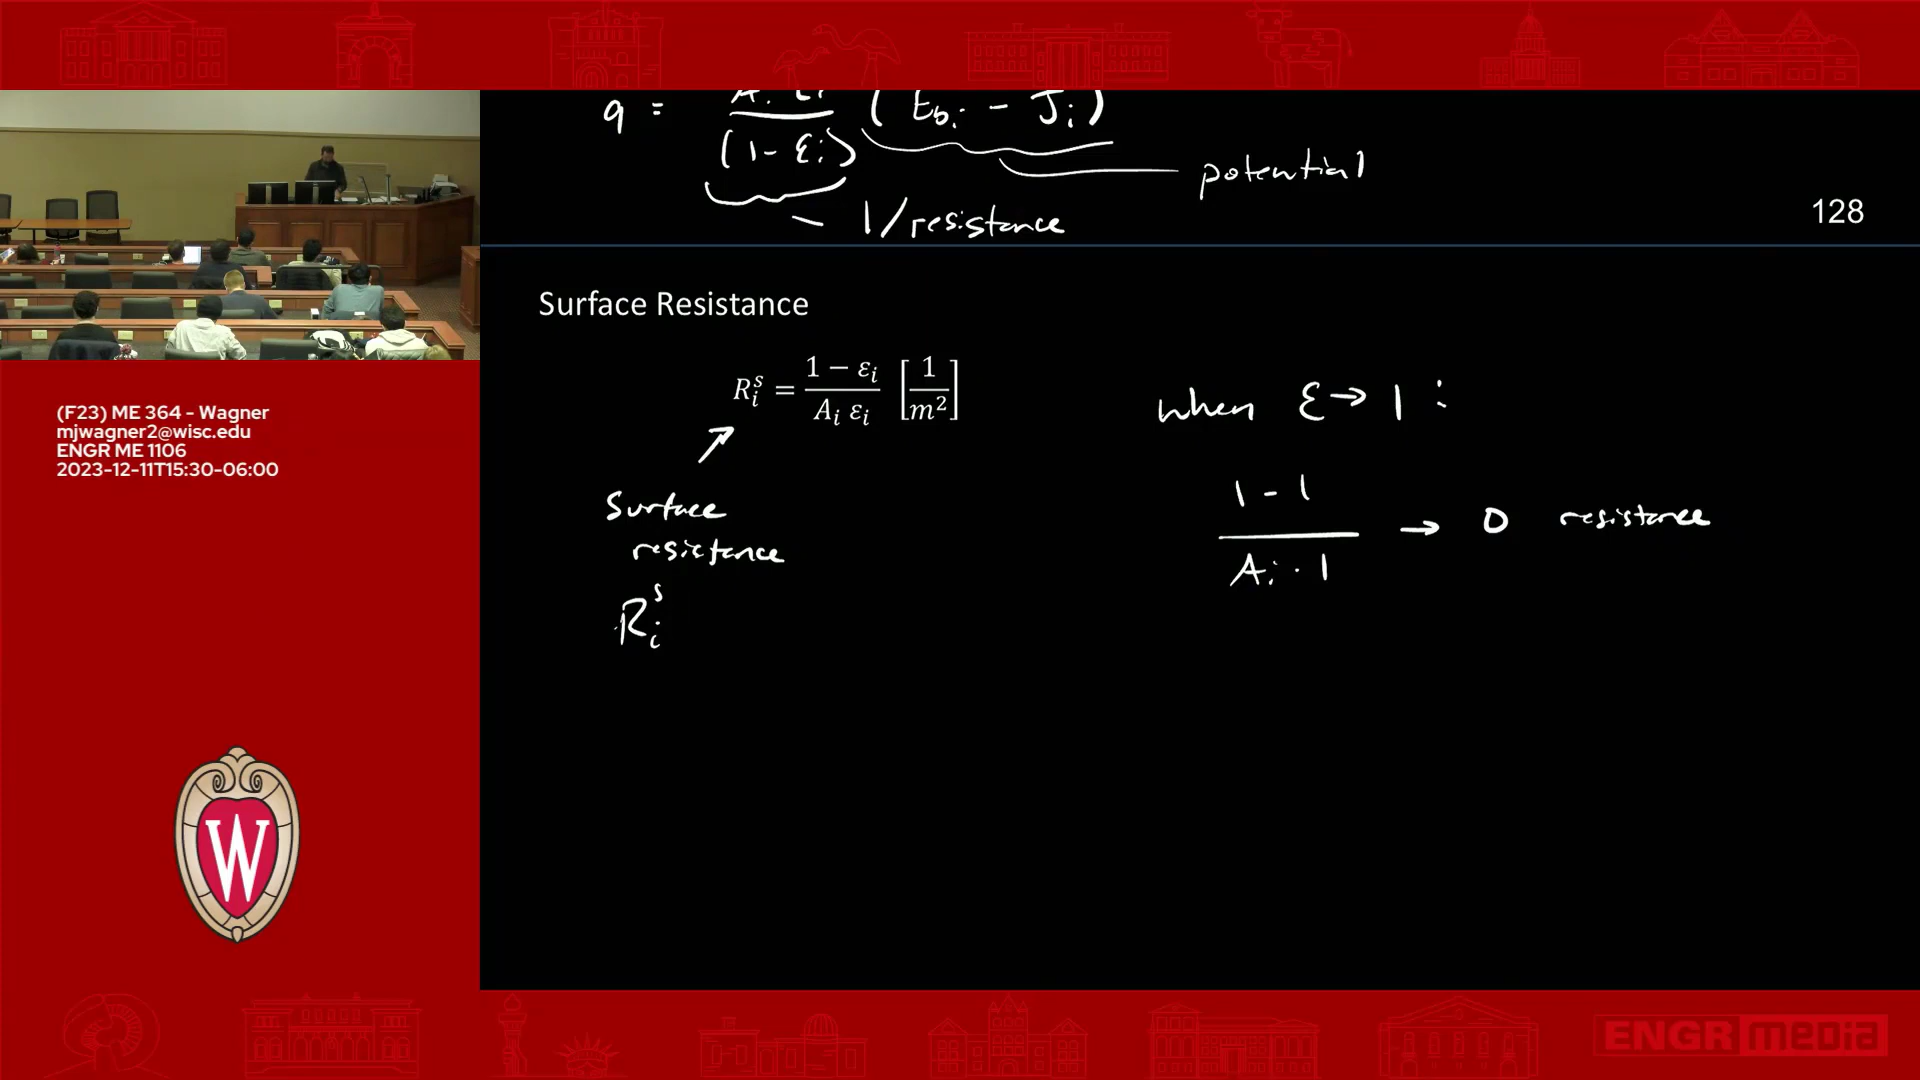 q = A_i ε_i / (1 - ε_i) (E_bi - J_i)
potential
1/resistance
128
Surface Resistance
R_i^s = (1 − ε_i) / (A_i ε_i) [1/m²]
when ε → 1 :
(1 - 1) / (A_i · 1) → 0 resistance
Surface
resistance
R_i^s
(F23) ME 364 - Wagner
mjwagner2@wisc.edu
ENGR ME 1106
2023-12-11T15:30-06:00
W
ENGR media